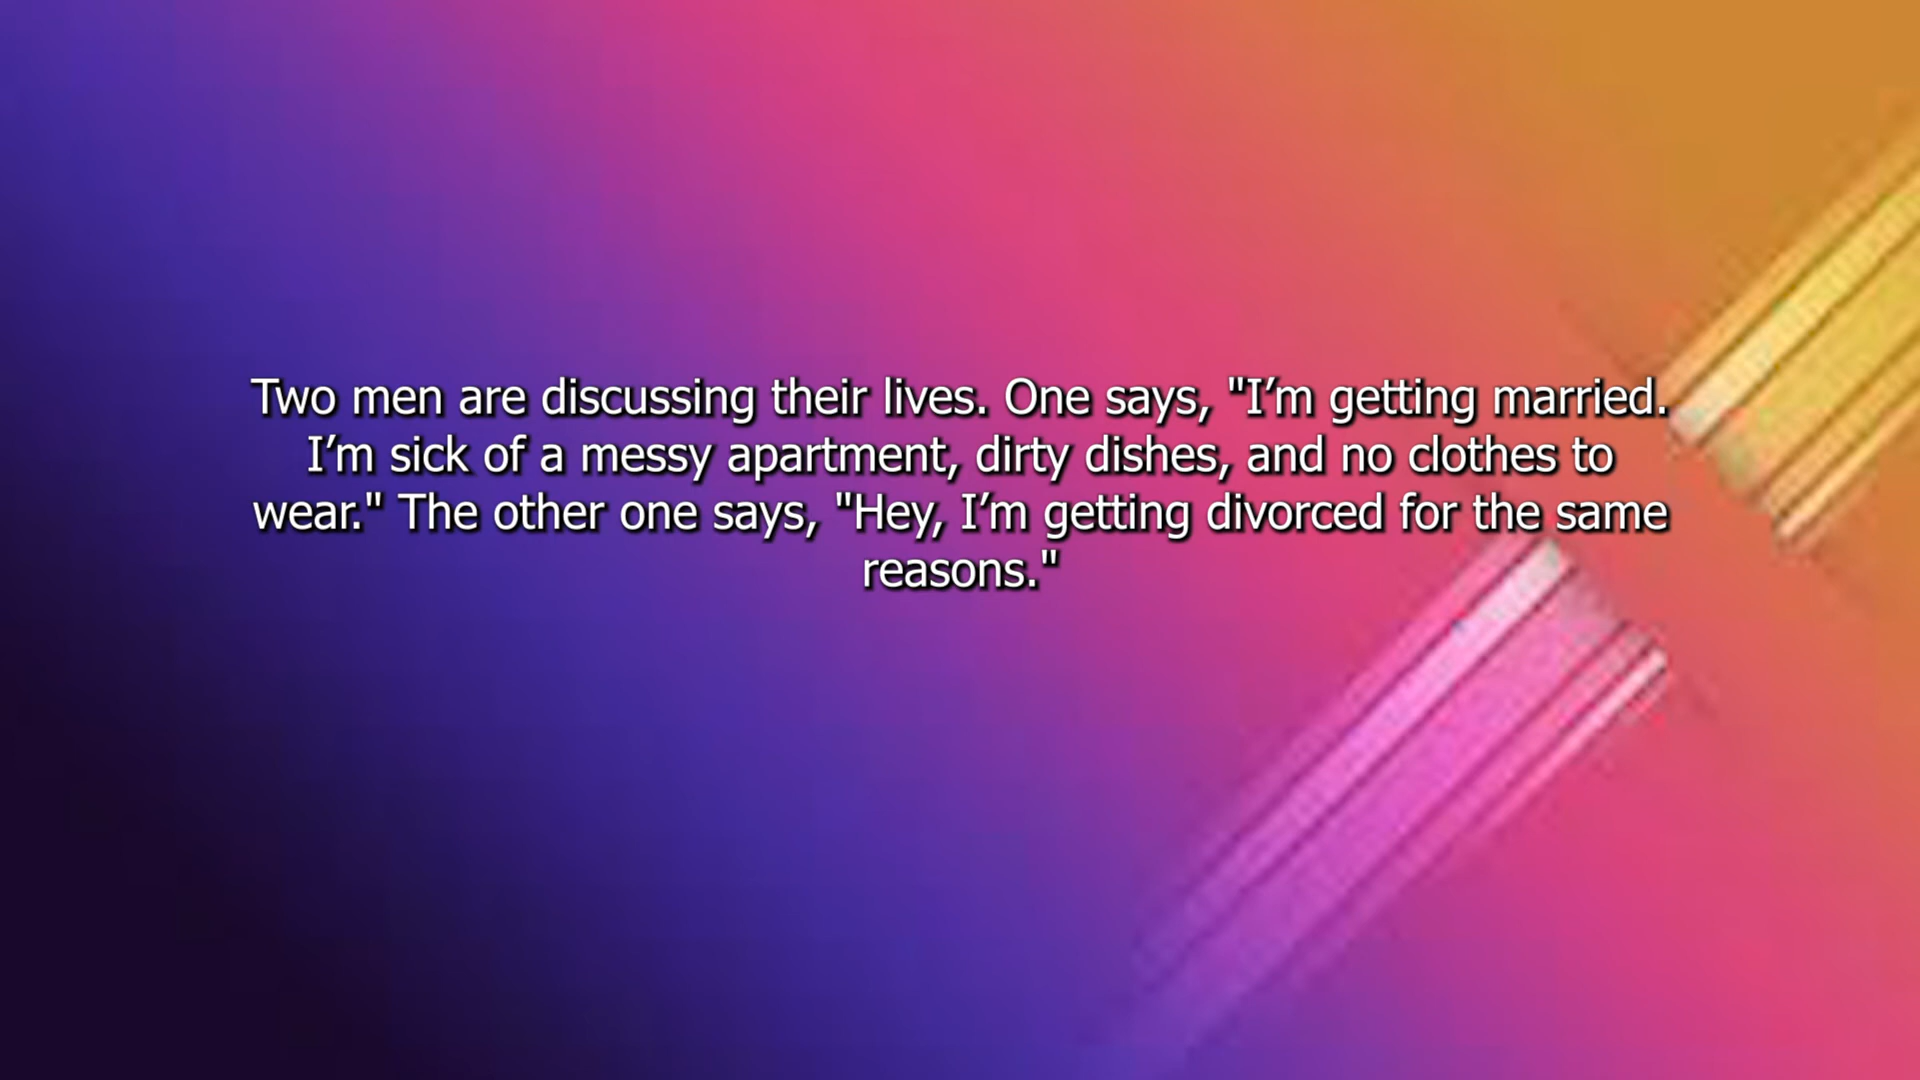 Two men are discussing their lives. One says, "I’m getting married.
I’m sick of a messy apartment, dirty dishes, and no clothes to
wear." The other one says, "Hey, I’m getting divorced for the same
reasons."